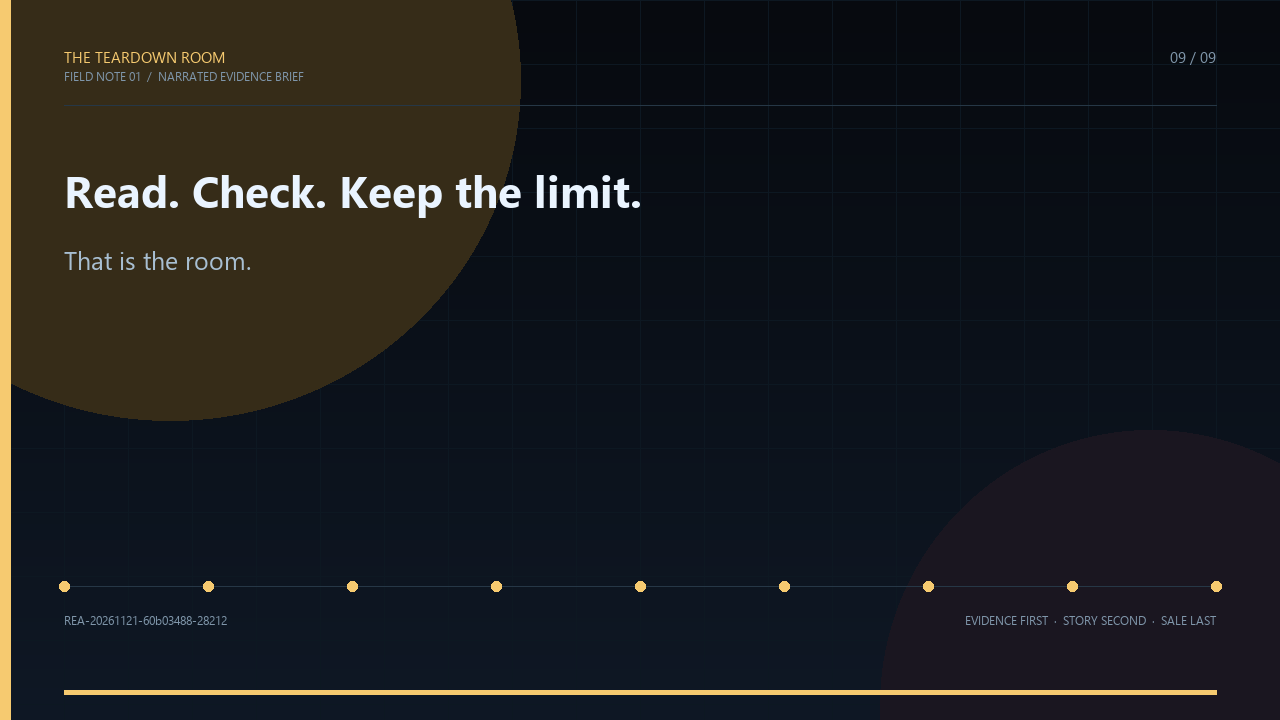 THE TEARDOWN ROOM
FIELD NOTE 01 / NARRATED EVIDENCE BRIEF
09 / 09
Read. Check. Keep the limit.
That is the room.
REA-20261121-60b03488-28212
EVIDENCE FIRST · STORY SECOND · SALE LAST